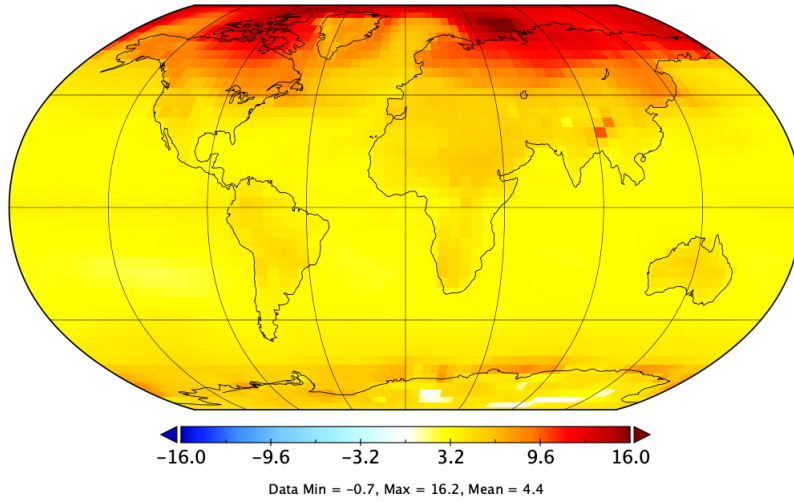 -16.0 -9.6 -3.2 3.2 9.6 16.0
Data Min = -0.7, Max = 16.2, Mean = 4.4